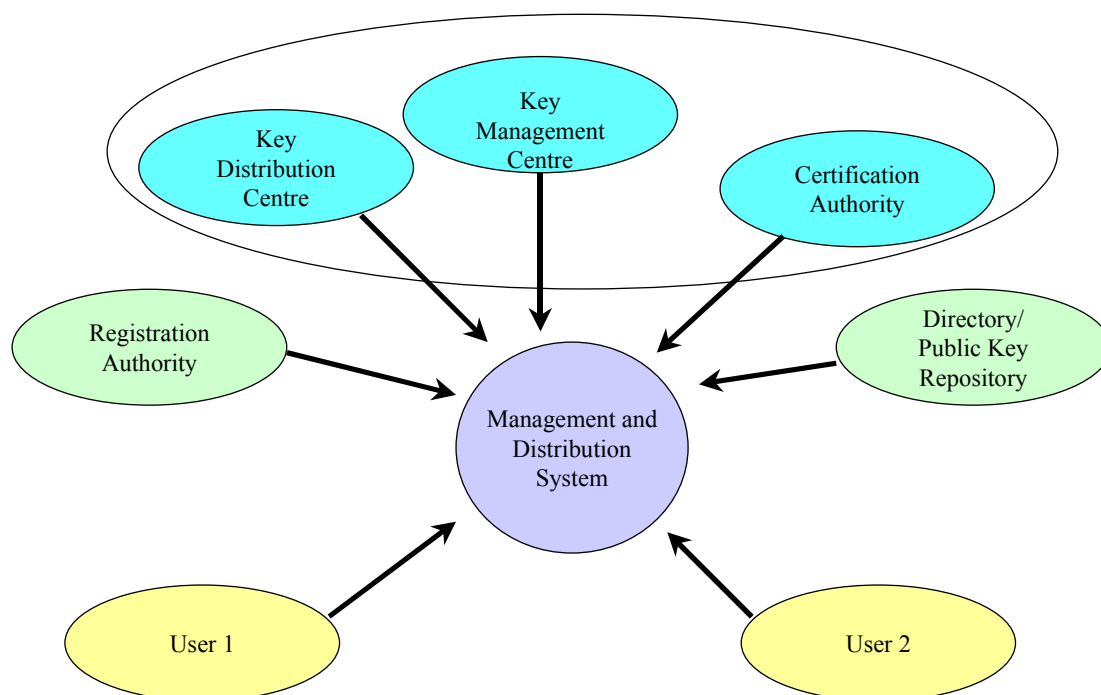 Key
Management
Centre
Key
Distribution
Centre
Certification
Authority
Registration
Authority
Directory/
Public Key
Repository
Management and
Distribution
System
User 1
User 2